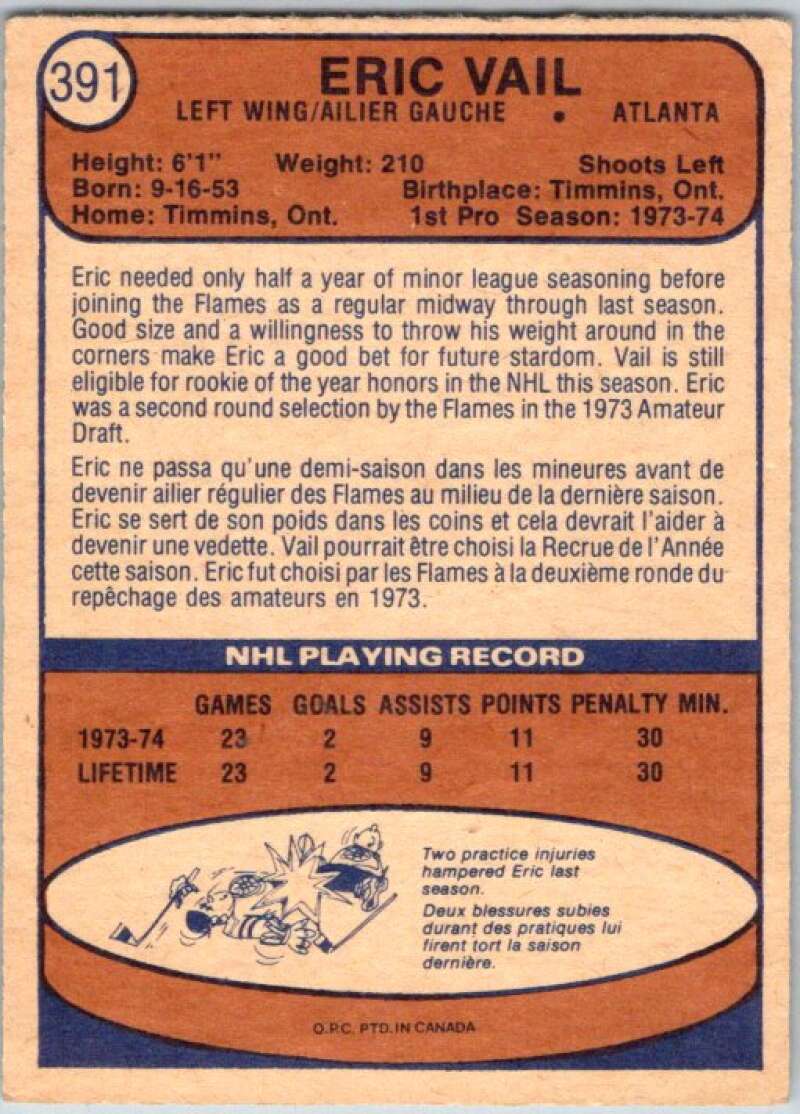 391
ERIC VAIL
LEFT WING/AILIER GAUCHE • ATLANTA
Height: 6'1" Weight: 210 Shoots Left
Born: 9-16-53 Birthplace: Timmins, Ont.
Home: Timmins, Ont. 1st Pro Season: 1973-74
Eric needed only half a year of minor league seasoning before
joining the Flames as a regular midway through last season.
Good size and a willingness to throw his weight around in the
corners make Eric a good bet for future stardom. Vail is still
eligible for rookie of the year honors in the NHL this season. Eric
was a second round selection by the Flames in the 1973 Amateur
Draft.
Eric ne passa qu'une demi-saison dans les mineures avant de
devenir ailier régulier des Flames au milieu de la dernière saison.
Eric se sert de son poids dans lès coins et cela devrait l'aider à
devenir une vedette. Vail pourrait être choisi la Recrue de l'Année
cette saison. Eric fut choisi par les Flames à la deuxième ronde du
repêchage des amateurs en 1973.
NHL PLAYING RECORD
GAMES GOALS ASSISTS POINTS PENALTY MIN.
1973-74 23 2 9 11 30
LIFETIME 23 2 9 11 30
Two practice injuries
hampered Eric last
season.
Deux blessures subies
durant des pratiques lui
firent tort la saison
dernière.
O.P.C. PTD. IN CANADA